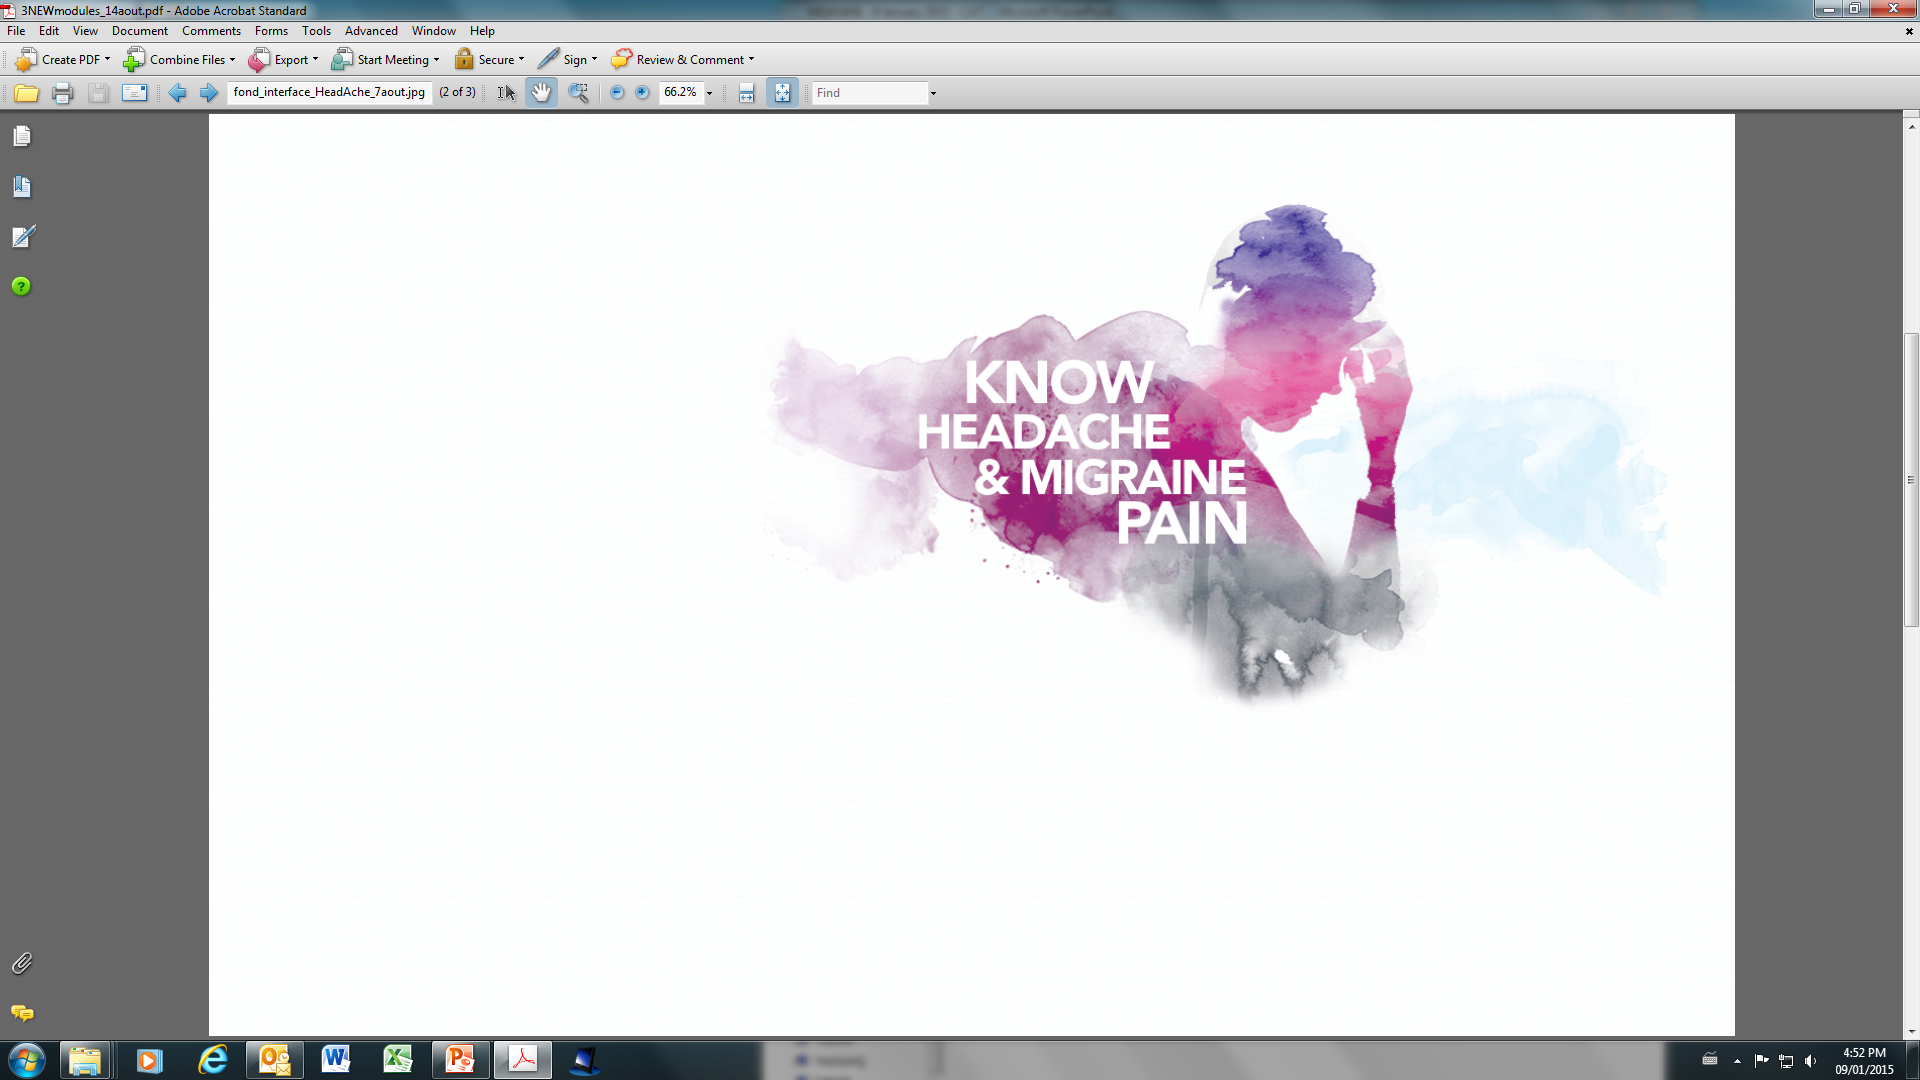 3NEWmodules_14aout.pdf - Adobe Acrobat Standard
File Edit View Document Comments Forms Tools Advanced Window Help
Create PDF Combine Files Export Start Meeting Secure Sign Review & Comment
fond_interface_HeadAche_7aout.jpg (2 of 3) 66.2% Find
KNOW
HEADACHE
& MIGRAINE
PAIN
4:52 PM
09/01/2015